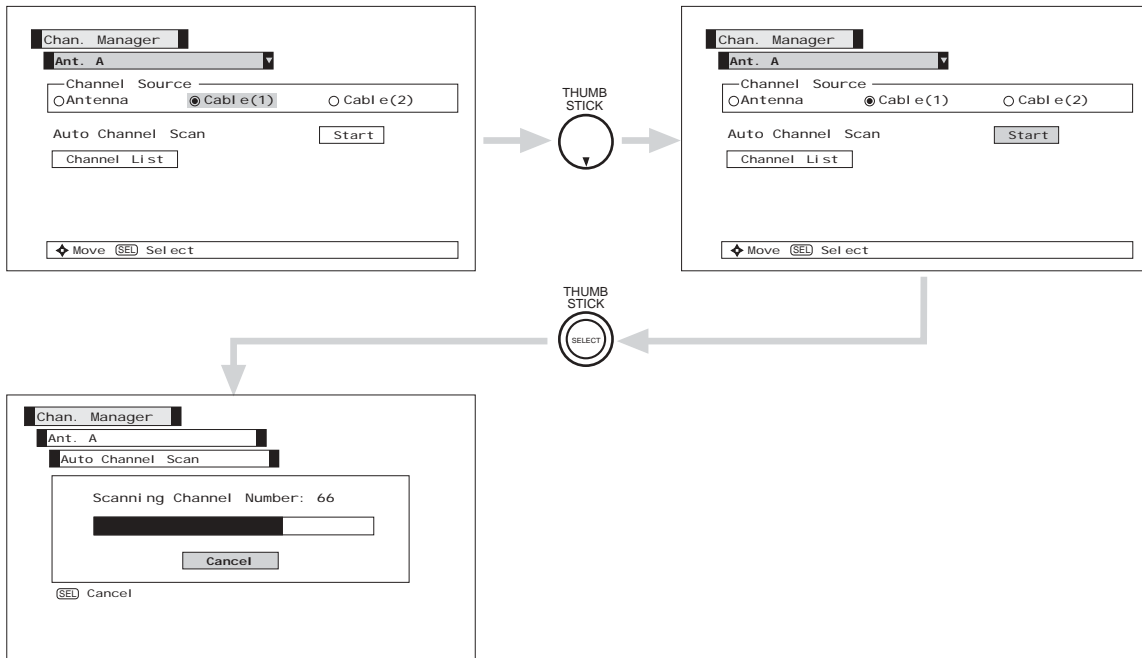 Chan. Manager
Ant. A
Channel Source
Antenna Cable(1) Cable(2)
Auto Channel Scan Start
Channel List
Move SEL Select
THUMB
STICK
Chan. Manager
Ant. A
Channel Source
Antenna Cable(1) Cable(2)
Auto Channel Scan Start
Channel List
Move SEL Select
THUMB
STICK
SELECT
Chan. Manager
Ant. A
Auto Channel Scan
Scanning Channel Number: 66
Cancel
SEL Cancel